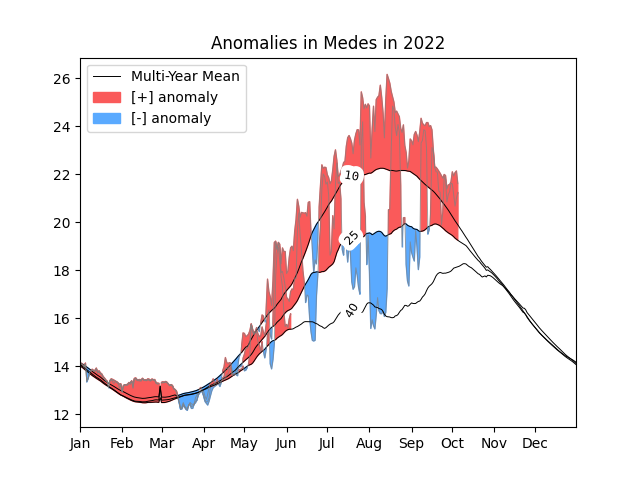 Anomalies in Medes in 2022
Multi-Year Mean
[+] anomaly
[-] anomaly
26
24
22
20
18
16
14
12
10
25
40
Jan Feb Mar Apr May Jun Jul Aug Sep Oct Nov Dec